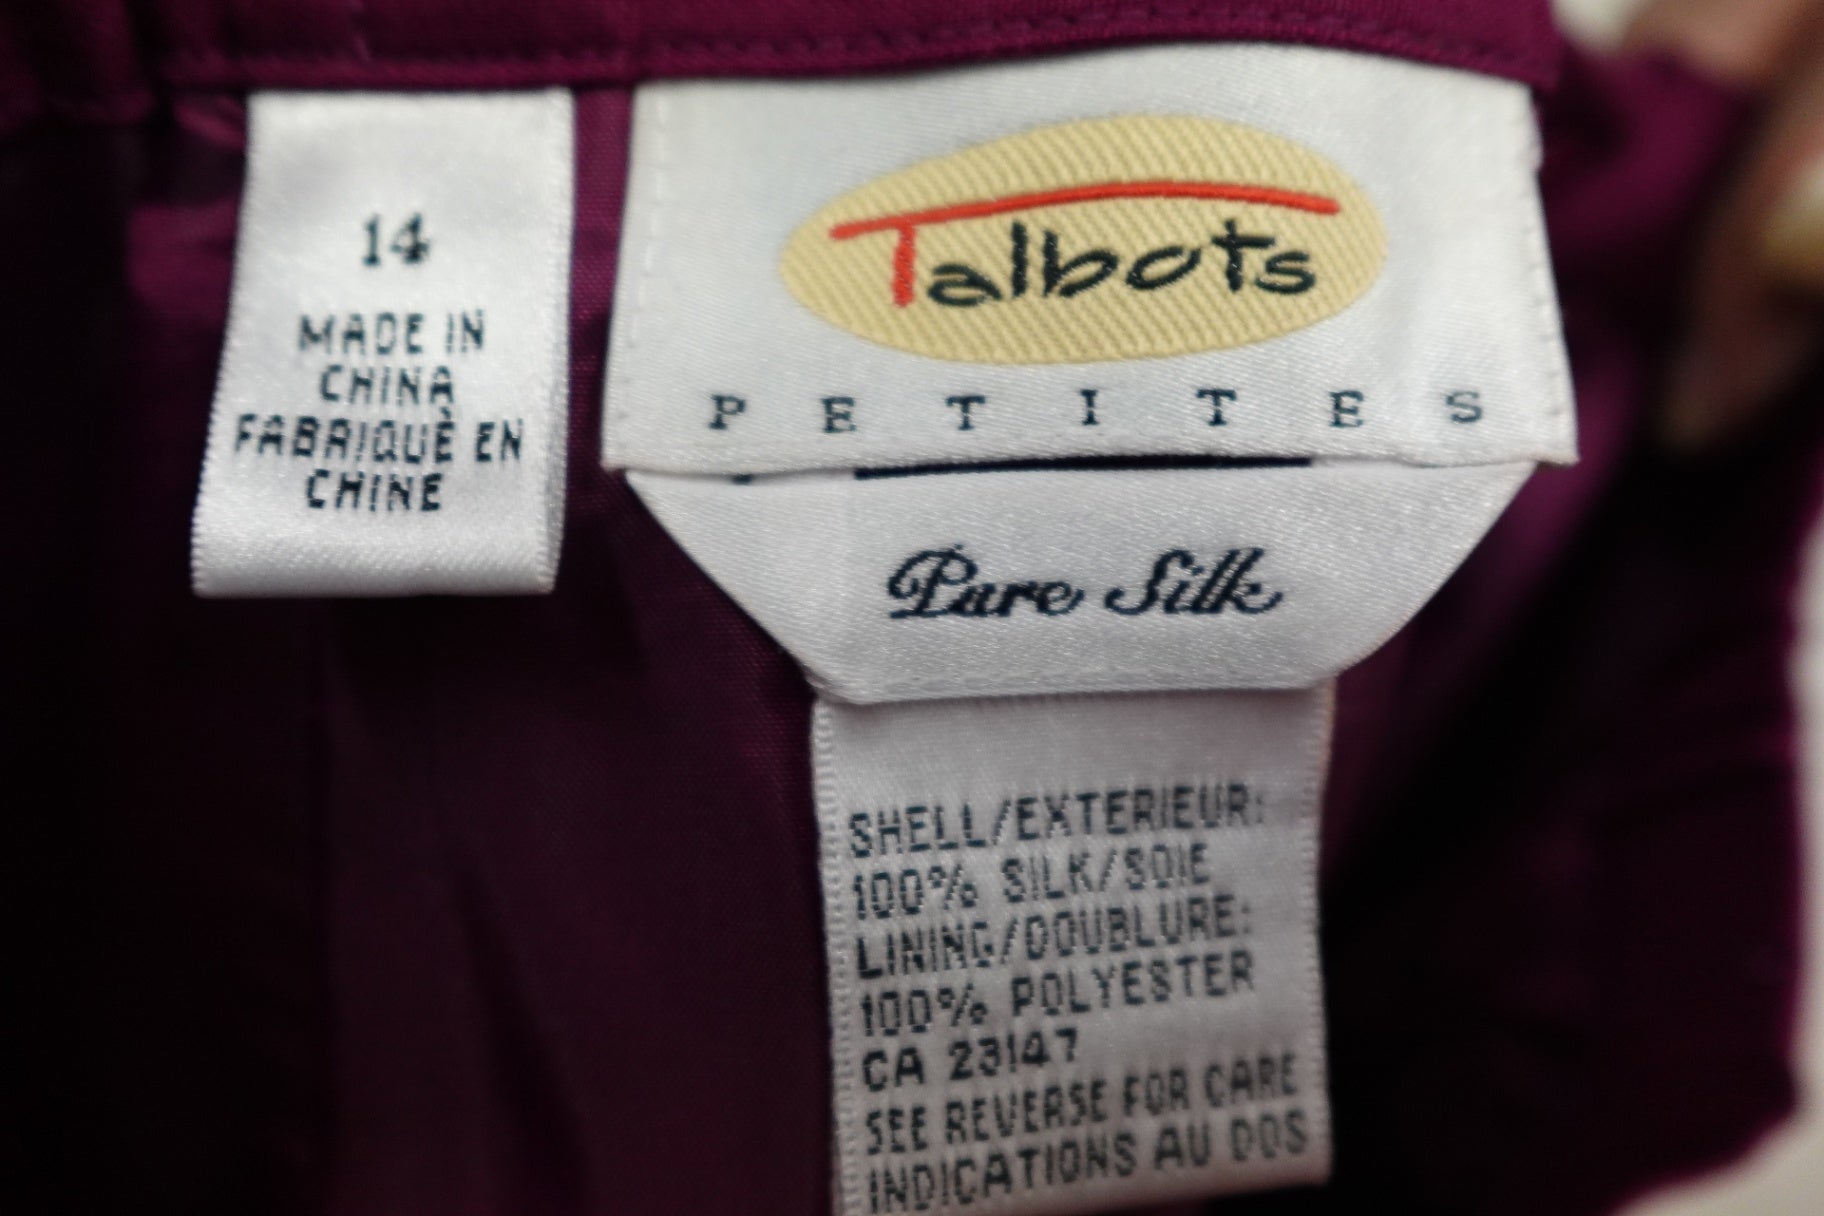 14
MADE IN
CHINA
FABRIQUÈ EN
CHINE
Talbots
PETITES
Pure Silk
SHELL/EXTERIEUR:
100% SILK/SOIE
LINING/DOUBLURE:
100% POLYESTER
CA 23147
SEE REVERSE FOR CARE
INDICATIONS AU DOS